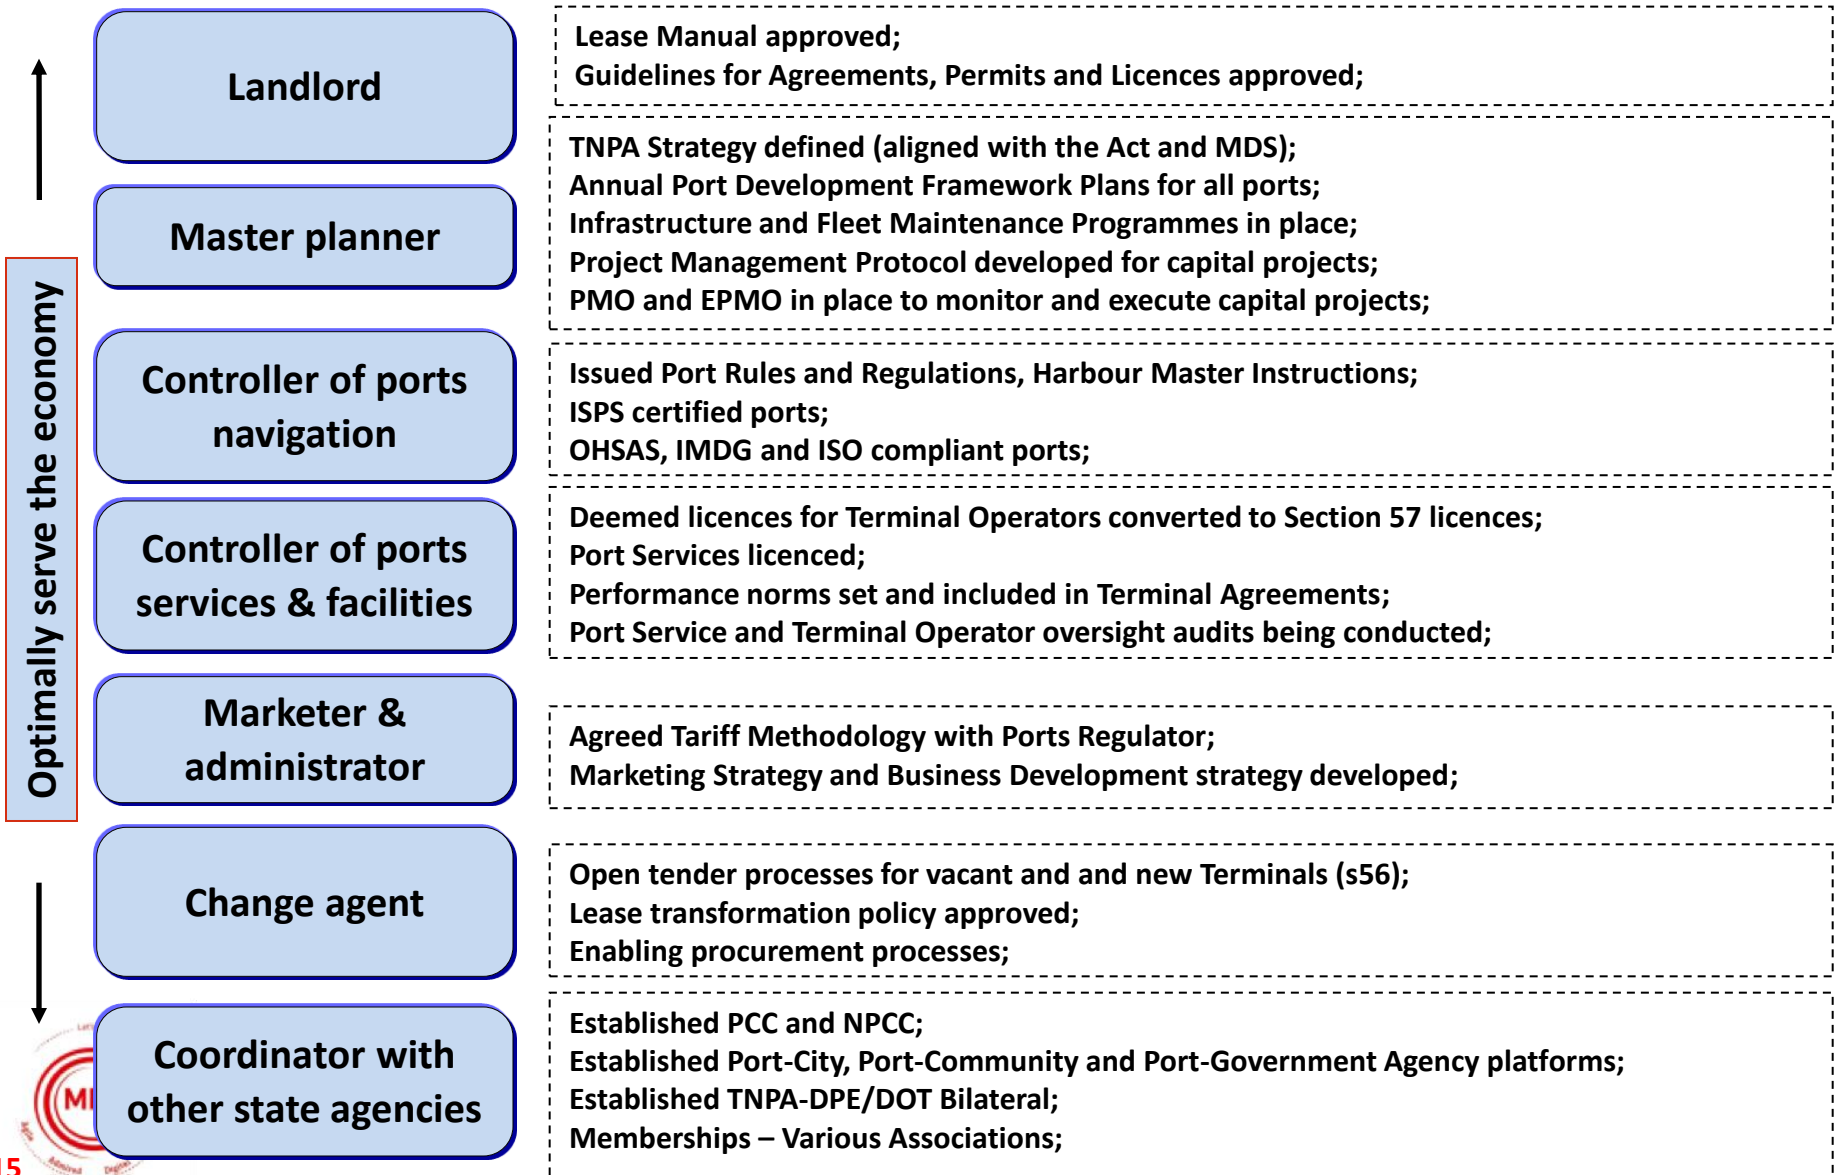 Landlord
Lease Manual approved;
Guidelines for Agreements, Permits and Licences approved;
Master planner
TNPA Strategy defined (aligned with the Act and MDS);
Annual Port Development Framework Plans for all ports;
Infrastructure and Fleet Maintenance Programmes in place;
Project Management Protocol developed for capital projects;
PMO and EPMO in place to monitor and execute capital projects;
Optimally serve the economy
Controller of ports
navigation
Issued Port Rules and Regulations, Harbour Master Instructions;
ISPS certified ports;
OHSAS, IMDG and ISO compliant ports;
Controller of ports
services & facilities
Deemed licences for Terminal Operators converted to Section 57 licences;
Port Services licenced;
Performance norms set and included in Terminal Agreements;
Port Service and Terminal Operator oversight audits being conducted;
Marketer &
administrator
Agreed Tariff Methodology with Ports Regulator;
Marketing Strategy and Business Development strategy developed;
Change agent
Open tender processes for vacant and and new Terminals (s56);
Lease transformation policy approved;
Enabling procurement processes;
Coordinator with
other state agencies
Established PCC and NPCC;
Established Port-City, Port-Community and Port-Government Agency platforms;
Established TNPA-DPE/DOT Bilateral;
Memberships – Various Associations;
15